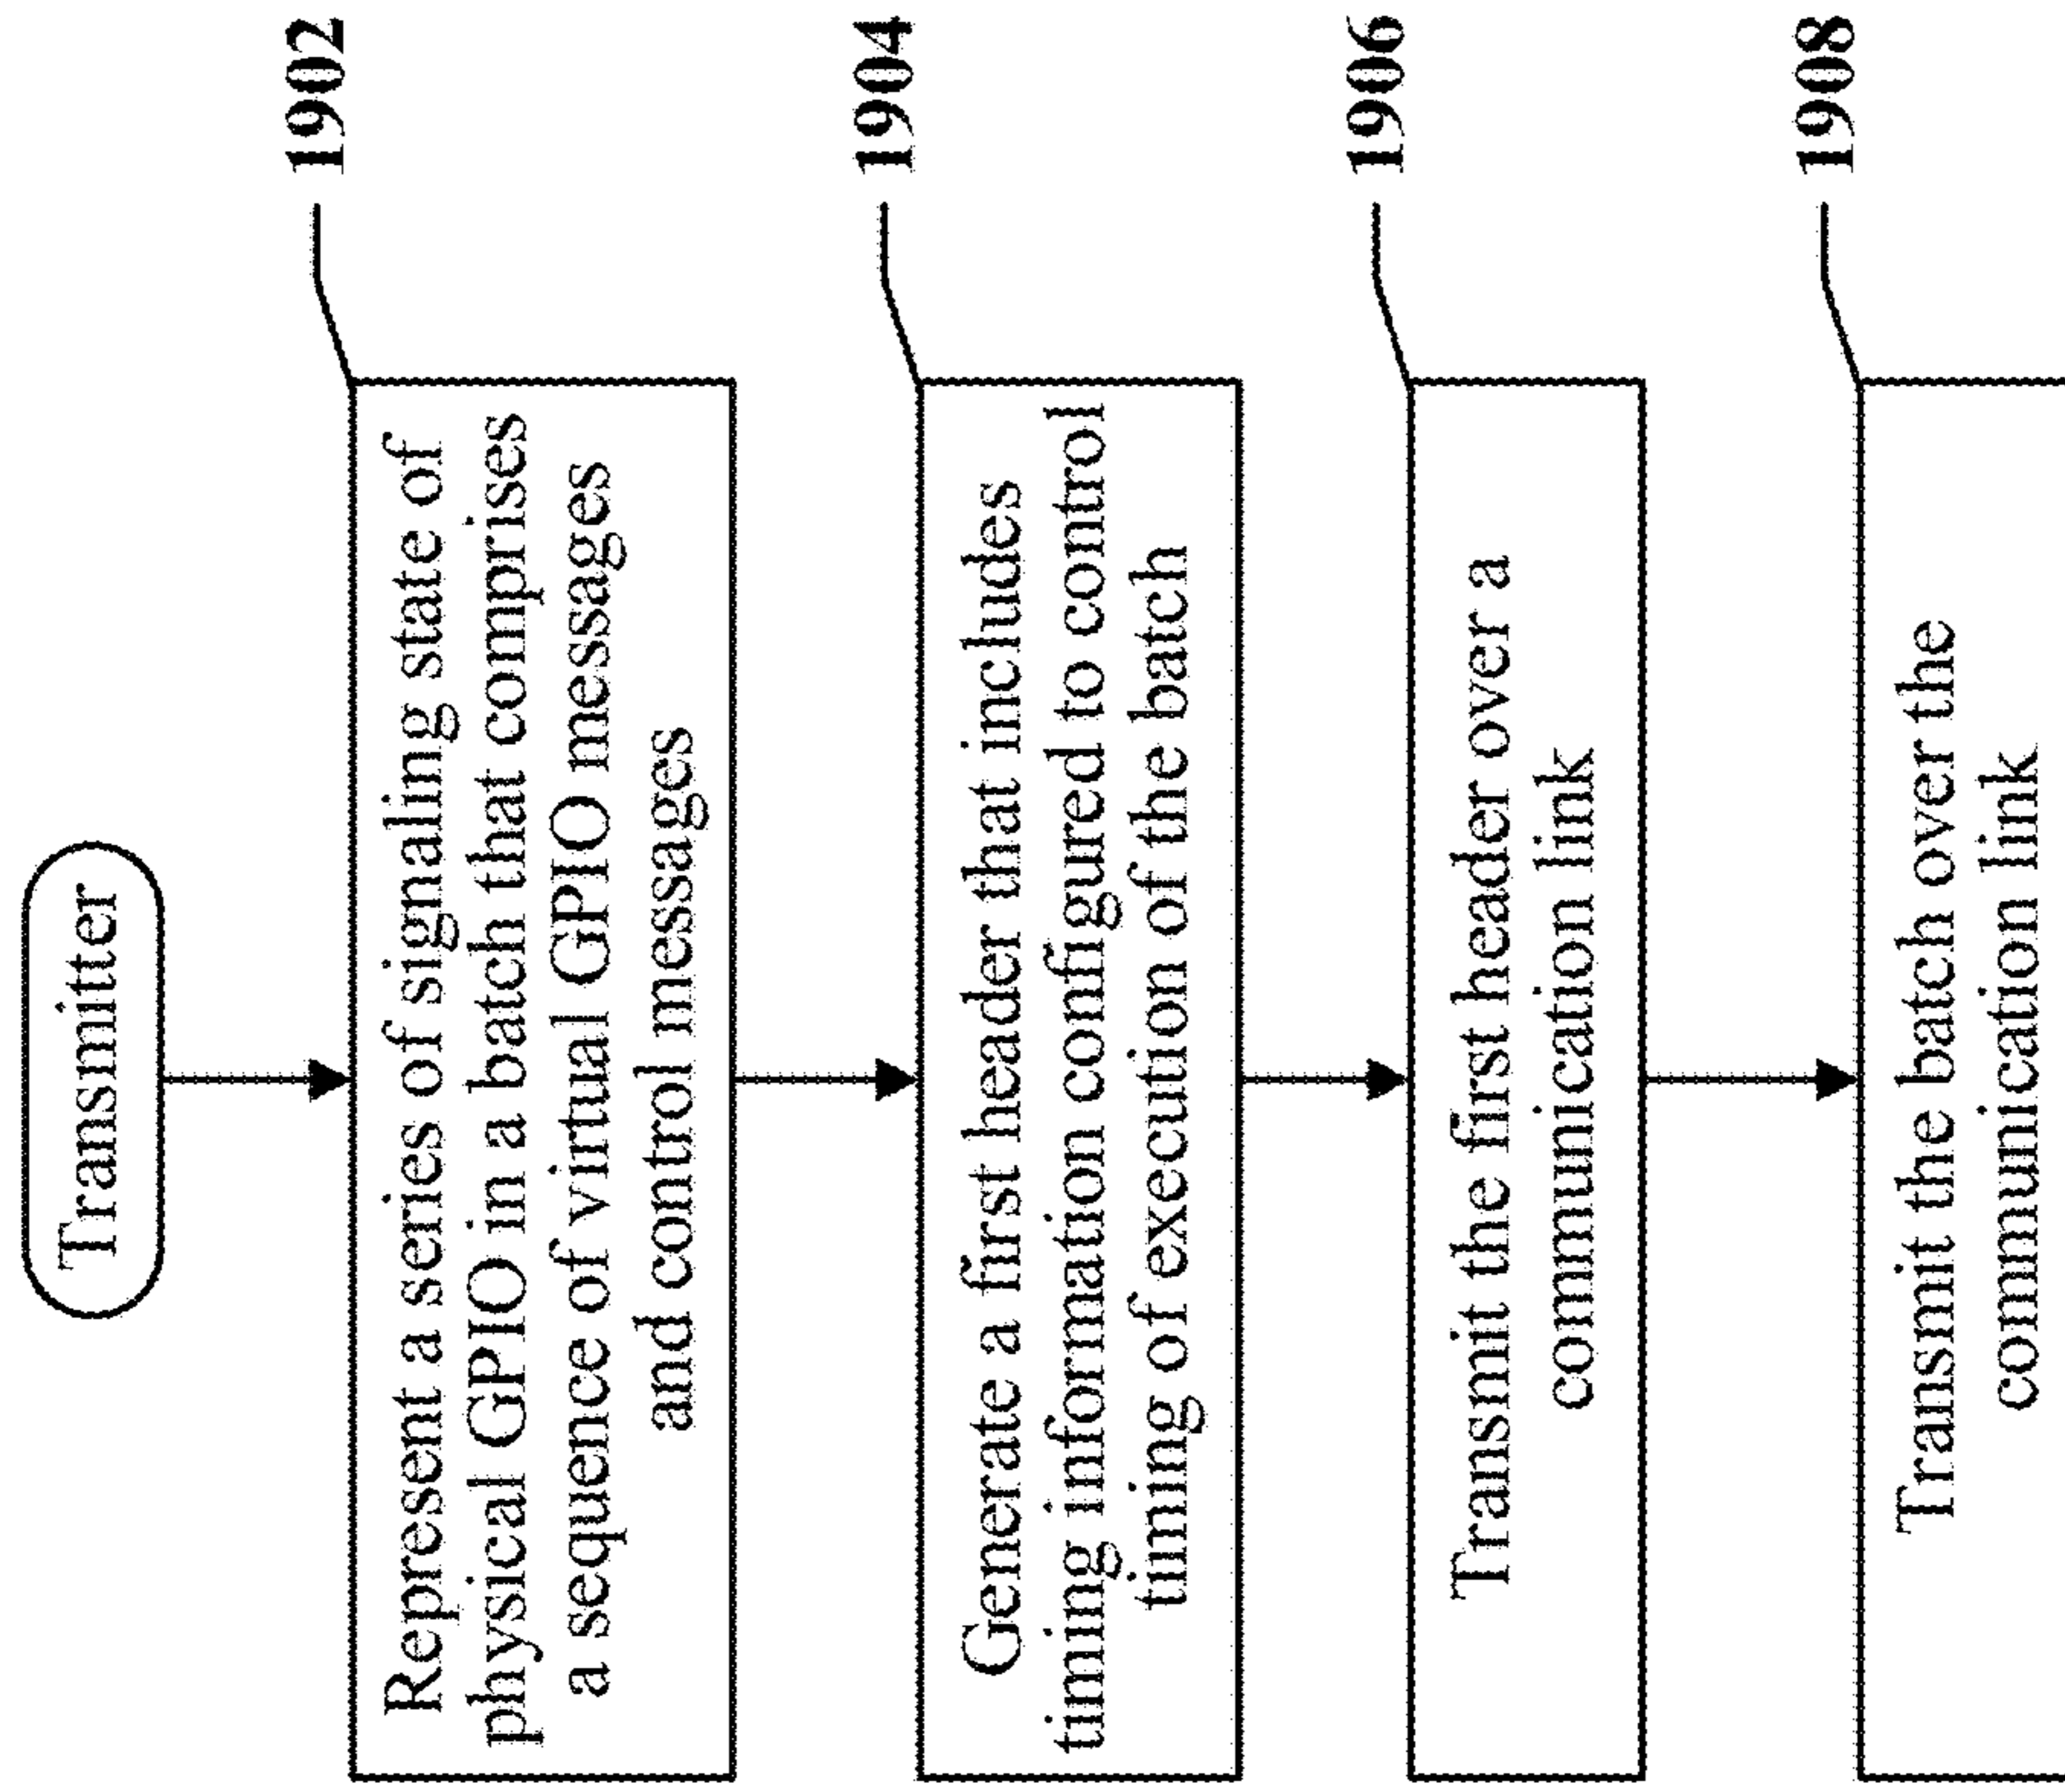 Transmitter
1902
Represent a series of signaling state of
physical GPIO in a batch that comprises
a sequence of virtual GPIO messages
and control messages
1904
Generate a first header that includes
timing information configured to control
timing of execution of the batch
1906
Transmit the first header over a
communication link
1908
Transmit the batch over the
communication link